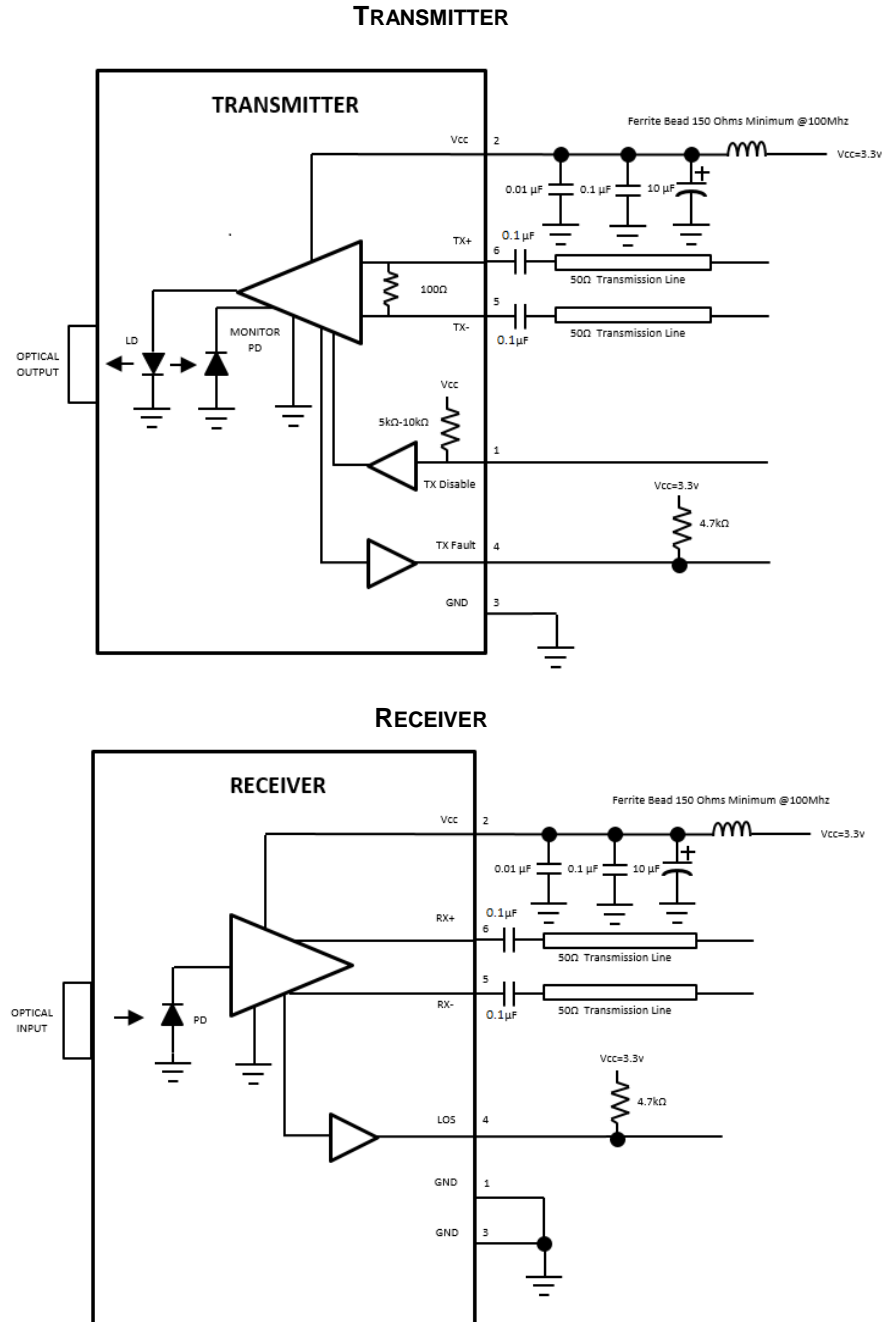 TRANSMITTER
TRANSMITTER
Ferrite Bead 150 Ohms Minimum @100Mhz
Vcc
2
Vcc=3.3v
0.01 µF
0.1 µF
10 µF
+
TX+
0.1µF
6
50Ω Transmission Line
100Ω
5
TX-
0.1µF
50Ω Transmission Line
LD
MONITOR
PD
OPTICAL
OUTPUT
Vcc
5kΩ-10kΩ
1
TX Disable
Vcc=3.3v
4.7kΩ
TX Fault
4
GND
3
RECEIVER
RECEIVER
Ferrite Bead 150 Ohms Minimum @100Mhz
Vcc
2
Vcc=3.3v
0.01 µF
0.1 µF
10 µF
+
RX+
0.1µF
6
50Ω Transmission Line
5
RX-
0.1µF
50Ω Transmission Line
OPTICAL
INPUT
PD
Vcc=3.3v
4.7kΩ
LOS
4
GND
1
GND
3